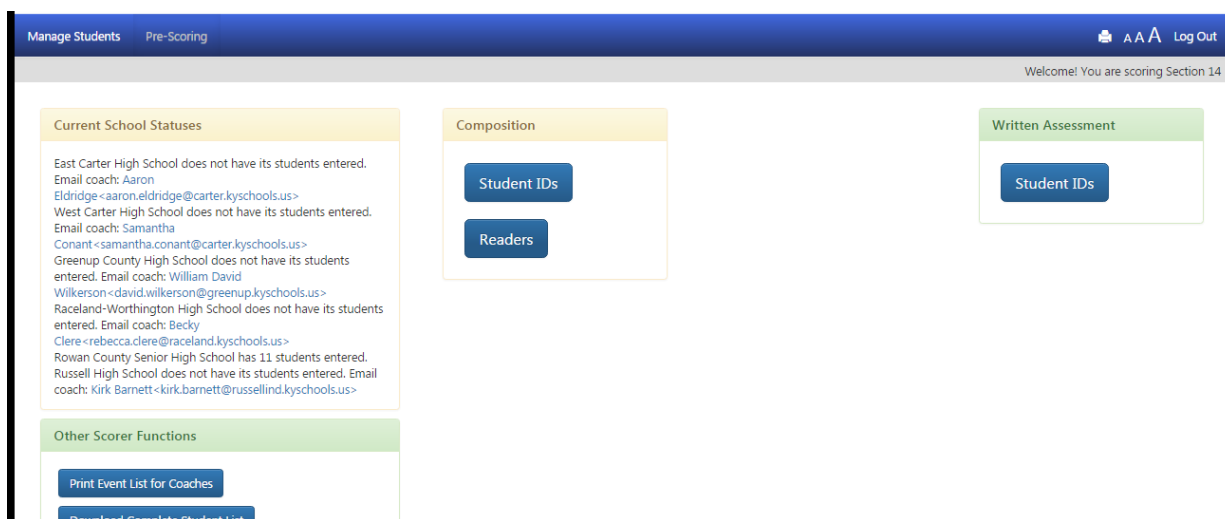 Manage Students Pre-Scoring A A A Log Out
Welcome! You are scoring Section 14
Current School Statuses
East Carter High School does not have its students entered.
Email coach: Aaron
Eldridge<aaron.eldridge@carter.kyschools.us>
West Carter High School does not have its students entered.
Email coach: Samantha
Conant<samantha.conant@carter.kyschools.us>
Greenup County High School does not have its students
entered. Email coach: William David
Wilkerson<david.wilkerson@greenup.kyschools.us>
Raceland-Worthington High School does not have its students
entered. Email coach: Becky
Clere<rebecca.clere@raceland.kyschools.us>
Rowan County Senior High School has 11 students entered.
Russell High School does not have its students entered. Email
coach: Kirk Barnett<kirk.barnett@russellind.kyschools.us>
Other Scorer Functions
Print Event List for Coaches
Download Complete Student List
Composition
Student IDs
Readers
Written Assessment
Student IDs